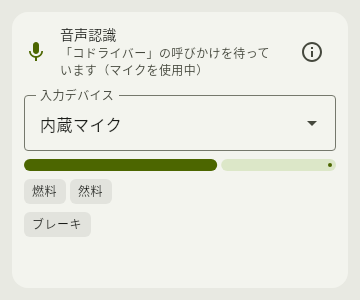 音声認識
「コドライバー」の呼びかけを待って
います（マイクを使用中）
入力デバイス
内蔵マイク
燃料 然料
ブレーキ